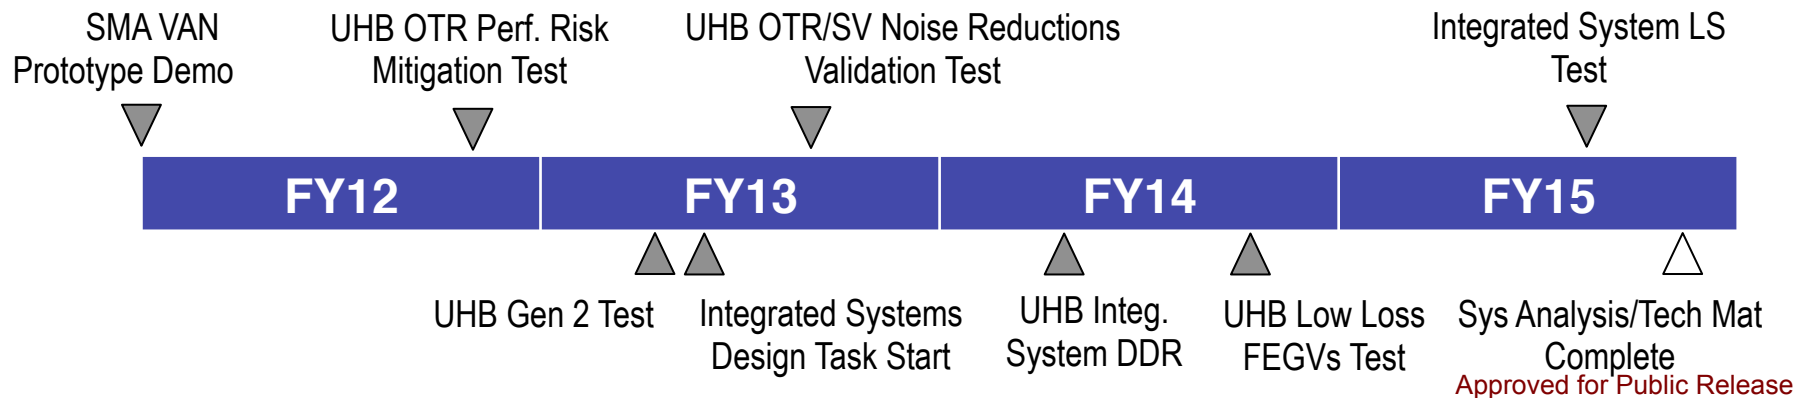 SMA VAN
Prototype Demo
UHB OTR Perf. Risk
Mitigation Test
UHB OTR/SV Noise Reductions
Validation Test
Integrated System LS
Test
FY12
FY13
FY14
FY15
UHB Gen 2 Test
Integrated Systems
Design Task Start
UHB Integ.
System DDR
UHB Low Loss
FEGVs Test
Sys Analysis/Tech Mat
Complete
Approved for Public Release